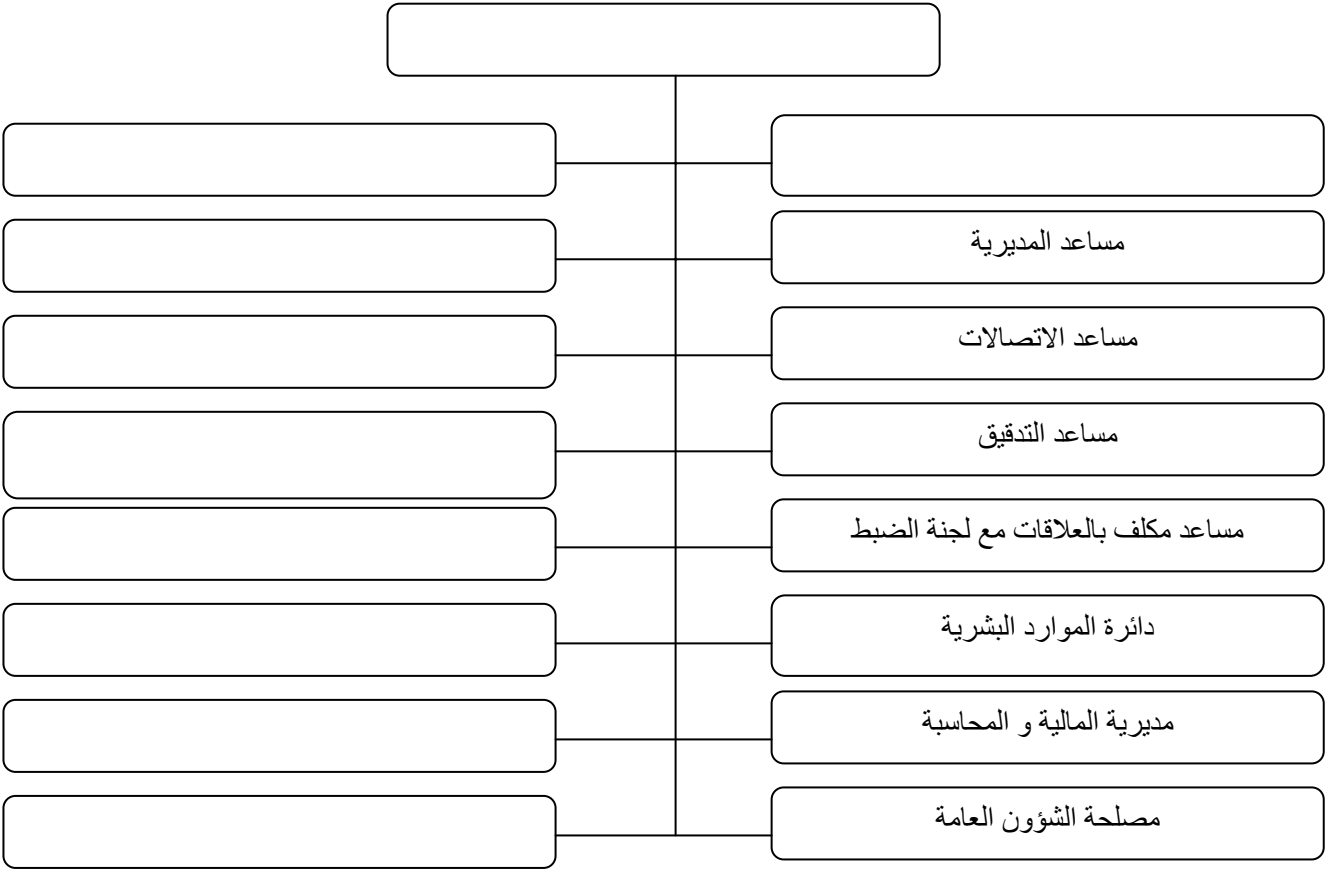 مساعد المديرية
مساعد الاتصالات
مساعد التدقيق
مساعد مكلف بالعلاقات مع لجنة الضبط
دائرة الموارد البشرية
مديرية المالية و المحاسبة
مصلحة الشؤون العامة